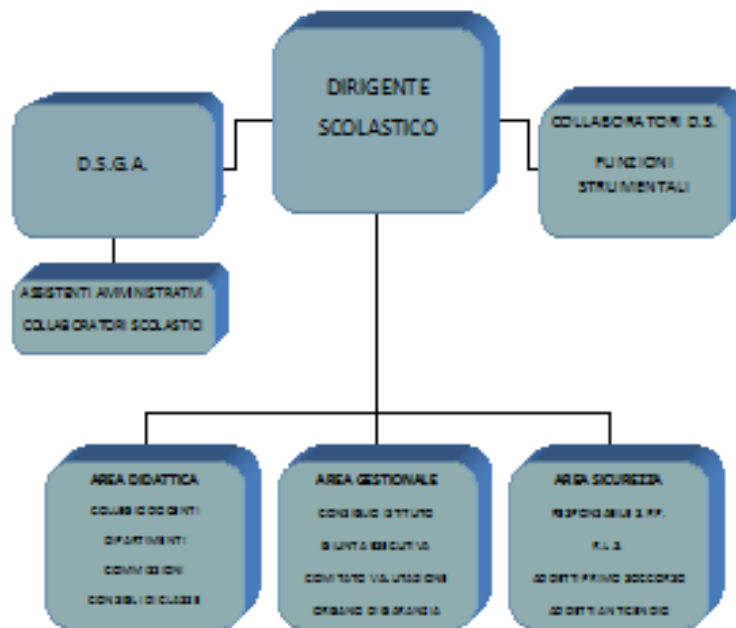 DIRIGENTE
SCOLASTICO
D.S.G.A.
COLLABORATORI D.S.
FUNZIONI
STRUMENTALI
ASSISTENTI AMMINISTRATIVI
COLLABORATORI SCOLASTICI
AREA DIDATTICA
COLLEGIO DOCENTI
DIPARTIMENTI
COMMISSIONI
CONSIGLI DI CLASSE
AREA GESTIONALE
CONSIGLIO ISTITUTO
GIUNTA ESECUTIVA
COMITATO VALUTAZIONE
ORGANO DI GARANZIA
AREA SICUREZZA
RESPONSABILE S.P.P.
R.L.S.
ADDETTI PRIMO SOCCORSO
ADDETTI ANTICENDIO